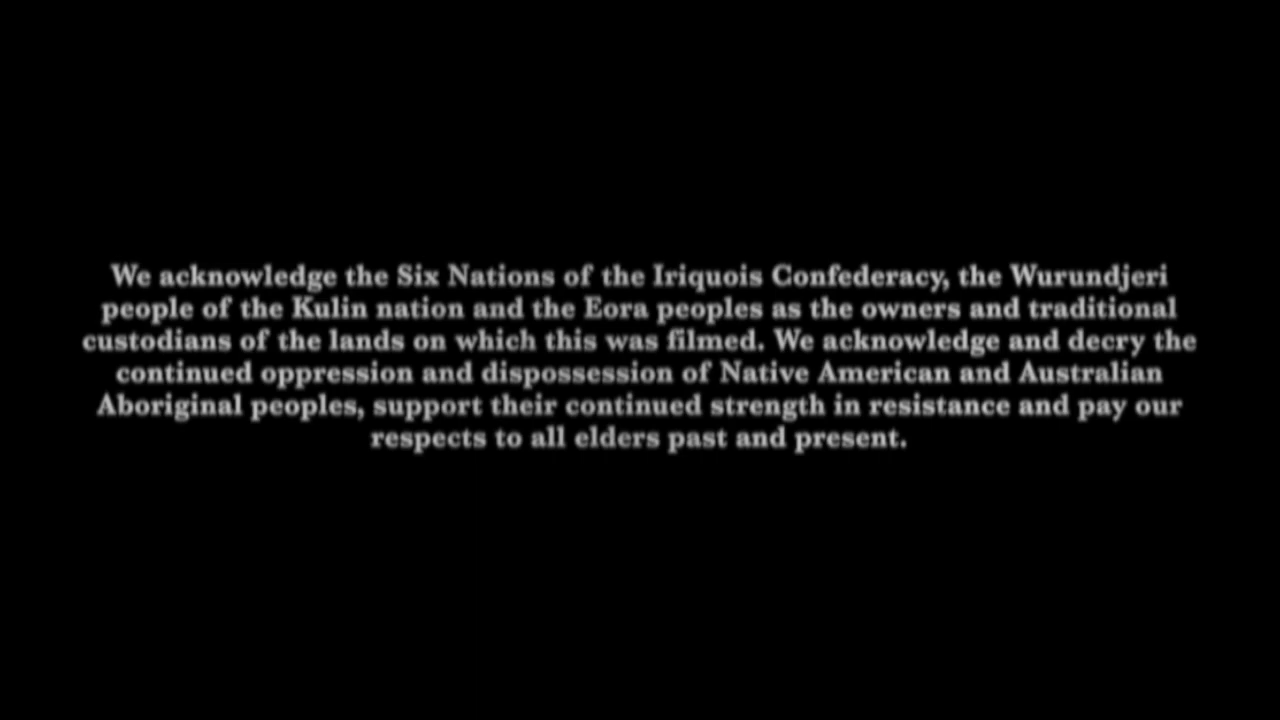 We acknowledge the Six Nations of the Iriquois Confederacy, the Wurundjeri
people of the Kulin nation and the Eora peoples as the owners and traditional
custodians of the lands on which this was filmed. We acknowledge and decry the
continued oppression and dispossession of Native American and Australian
Aboriginal peoples, support their continued strength in resistance and pay our
respects to all elders past and present.